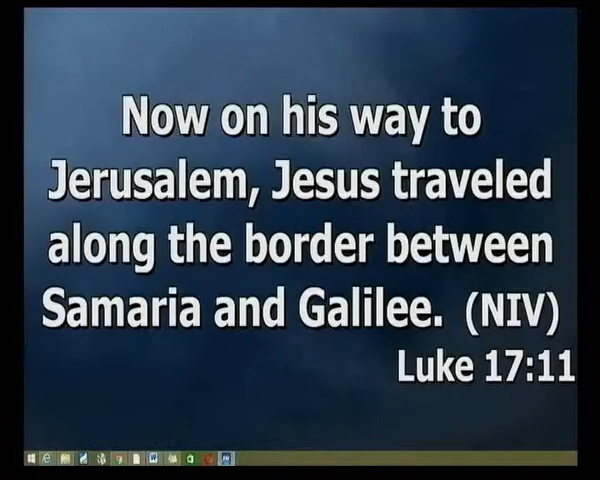 Now on his way to
Jerusalem, Jesus traveled
along the border between
Samaria and Galilee. (NIV)
Luke 17:11